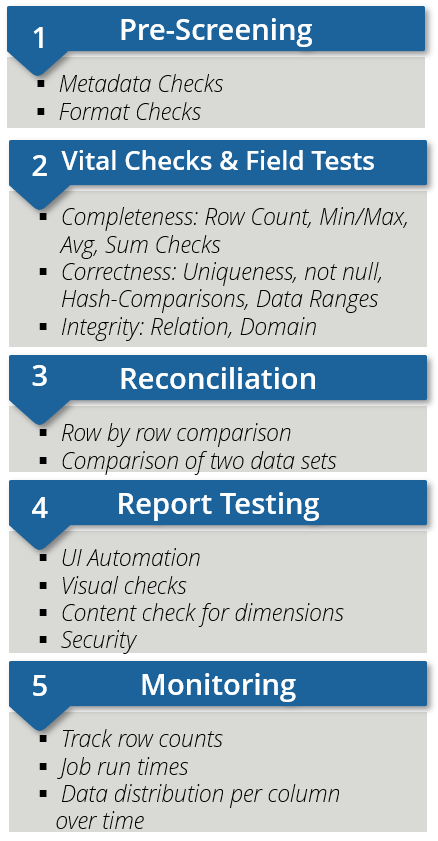 1 Pre-Screening
▪ Metadata Checks
▪ Format Checks
2 Vital Checks & Field Tests
▪ Completeness: Row Count, Min/Max,
Avg, Sum Checks
▪ Correctness: Uniqueness, not null,
Hash-Comparisons, Data Ranges
▪ Integrity: Relation, Domain
3 Reconciliation
▪ Row by row comparison
▪ Comparison of two data sets
4 Report Testing
▪ UI Automation
▪ Visual checks
▪ Content check for dimensions
▪ Security
5 Monitoring
▪ Track row counts
▪ Job run times
▪ Data distribution per column
over time